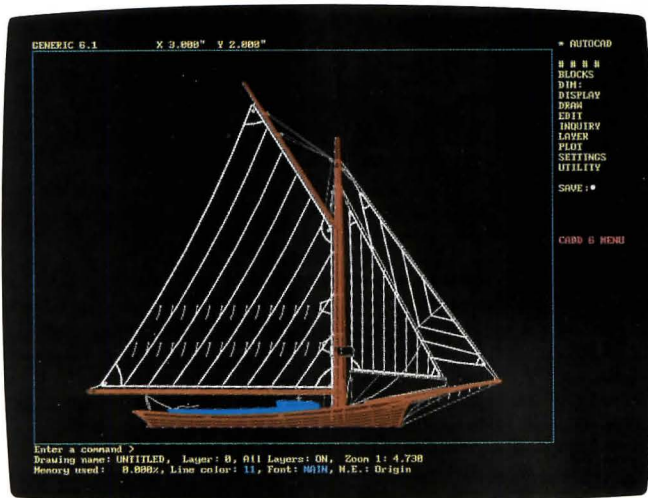 GENERIC 6.1 X 3.000" Y 2.000"
* AUTOCAD
# # # #
BLOCKS
DIM:
DISPLAY
DRAW
EDIT
INQUIRY
LAYER
PLOT
SETTINGS
UTILITY
SAVE:
CADD 6 MENU
Enter a command >
Drawing name: UNTITLED, Layer: 0, All Layers: ON, Zoom 1: 4.730
Memory used: 0.000%, Line color: 11, Font: MAIN, N.E.: Origin